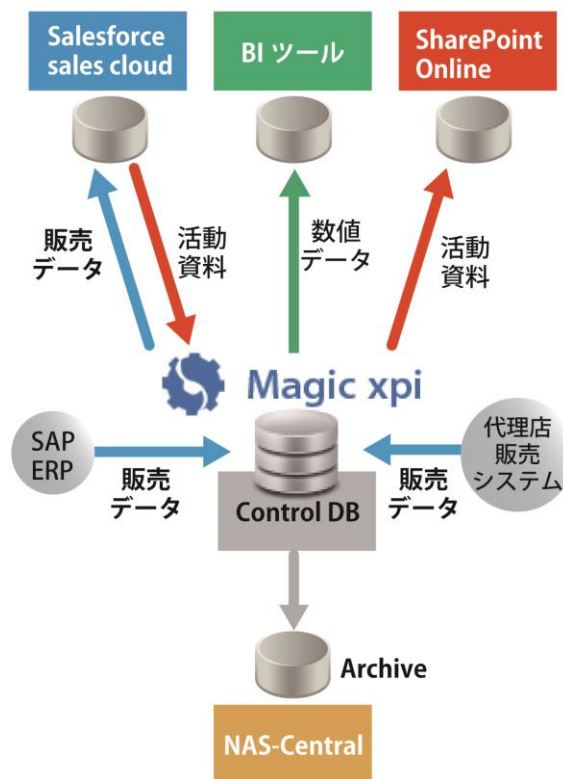 Salesforce
sales cloud
BI ツール
SharePoint
Online
販売
データ
活動
資料
数値
データ
活動
資料
Magic xpi
SAP
ERP
販売
データ
Control DB
販売
データ
代理店
販売
システム
Archive
NAS-Central